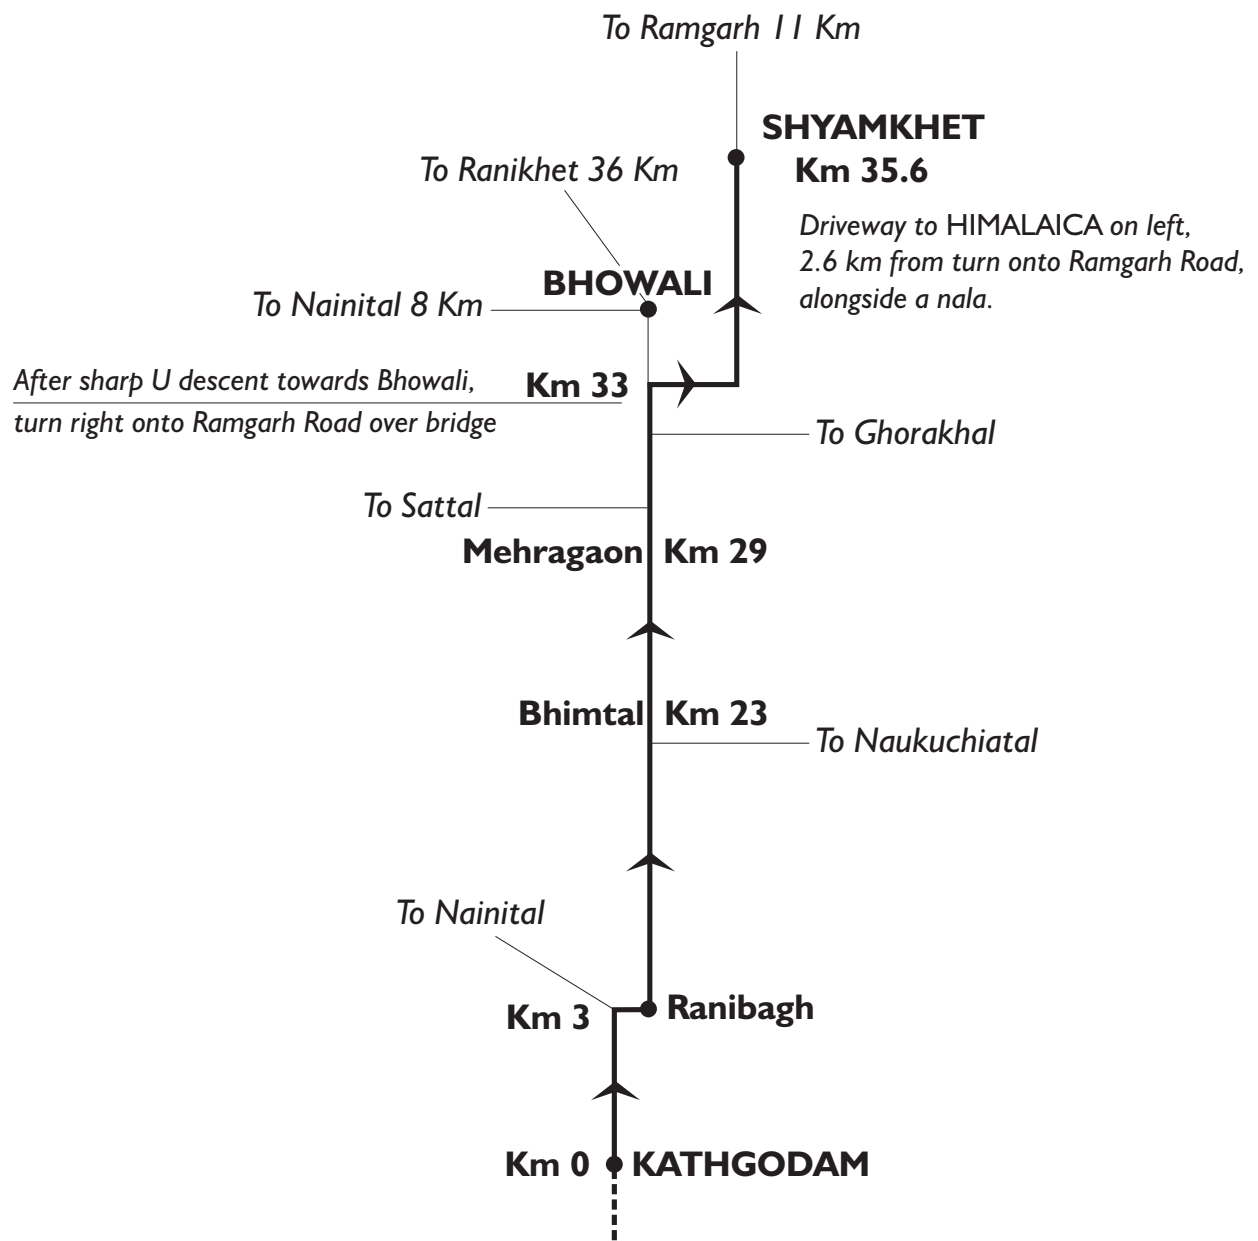 To Ramgarh 11 Km
SHYAMKHET
Km 35.6
To Ranikhet 36 Km
Driveway to HIMALAICA on left,
2.6 km from turn onto Ramgarh Road,
alongside a nala.
BHOWALI
To Nainital 8 Km
After sharp U descent towards Bhowali,
turn right onto Ramgarh Road over bridge
Km 33
To Ghorakhal
To Sattal
Mehragaon Km 29
Bhimtal Km 23
To Naukuchiatal
To Nainital
Km 3 Ranibagh
Km 0 KATHGODAM